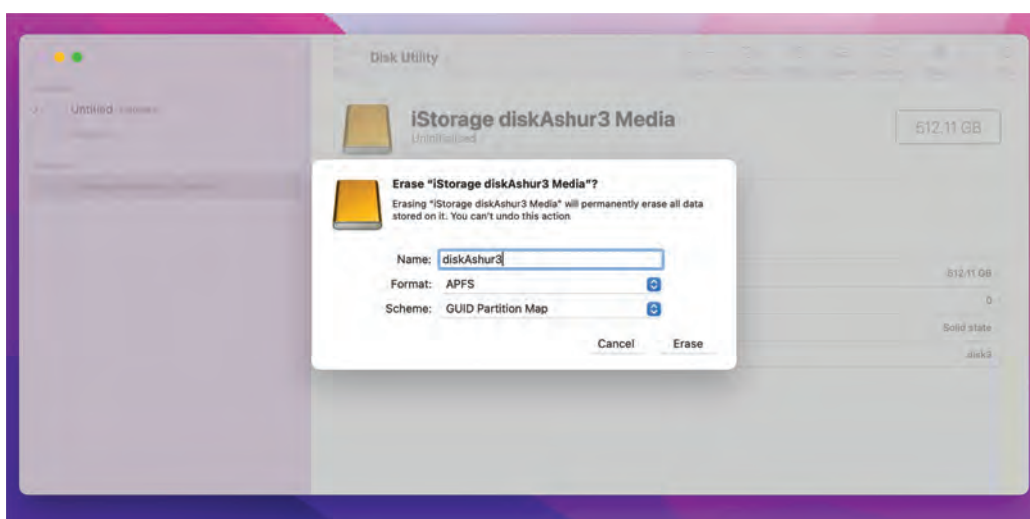 Disk Utility
Untitled
iStorage diskAshur3 Media
Uninitialized
512.11 GB
Erase “iStorage diskAshur3 Media”?
Erasing “iStorage diskAshur3 Media” will permanently erase all data
stored on it. You can’t undo this action
Name: diskAshur3
Format: APFS
Scheme: GUID Partition Map
Cancel Erase
512.11 GB
0
Solid state
disk3